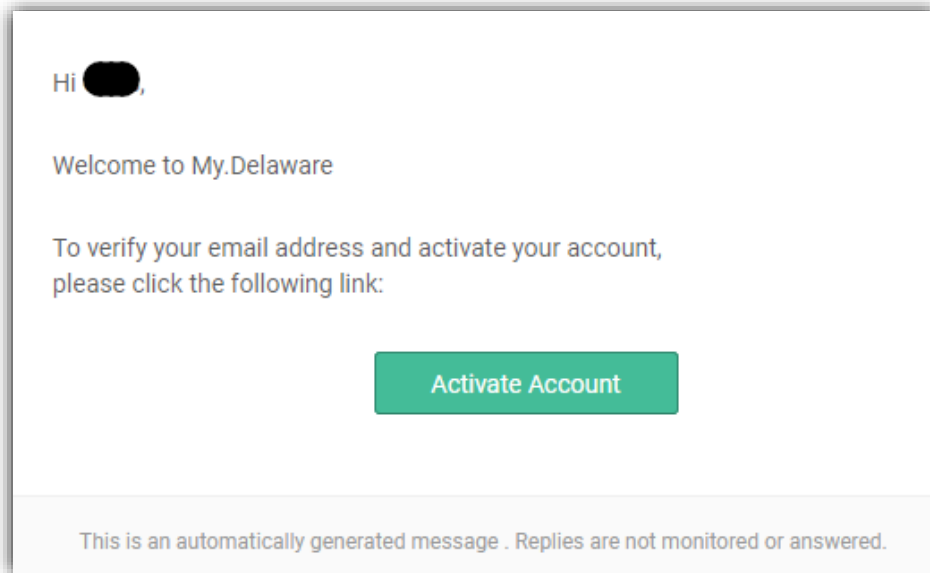 Hi ,
Welcome to My.Delaware
To verify your email address and activate your account,
please click the following link:
Activate Account
This is an automatically generated message . Replies are not monitored or answered.